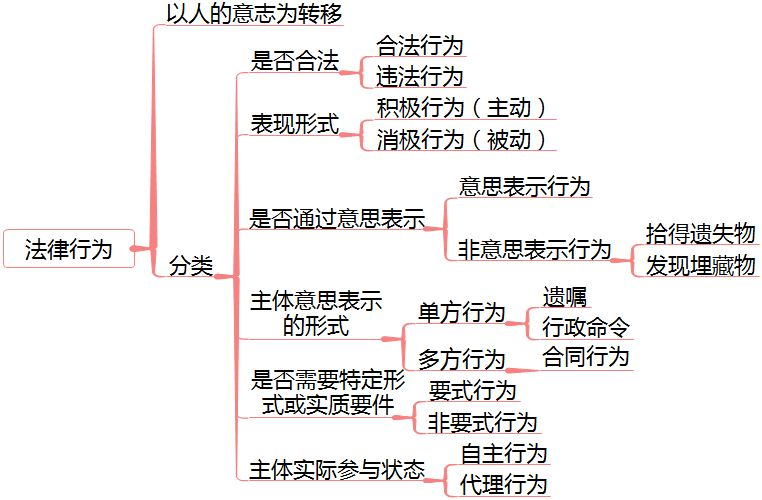 法律行为
以人的意志为转移
分类
是否合法
合法行为
违法行为
表现形式
积极行为（主动）
消极行为（被动）
是否通过意思表示
意思表示行为
非意思表示行为
拾得遗失物
发现埋藏物
主体意思表示
的形式
单方行为
遗嘱
行政命令
多方行为
合同行为
是否需要特定形
式或实质要件
要式行为
非要式行为
主体实际参与状态
自主行为
代理行为